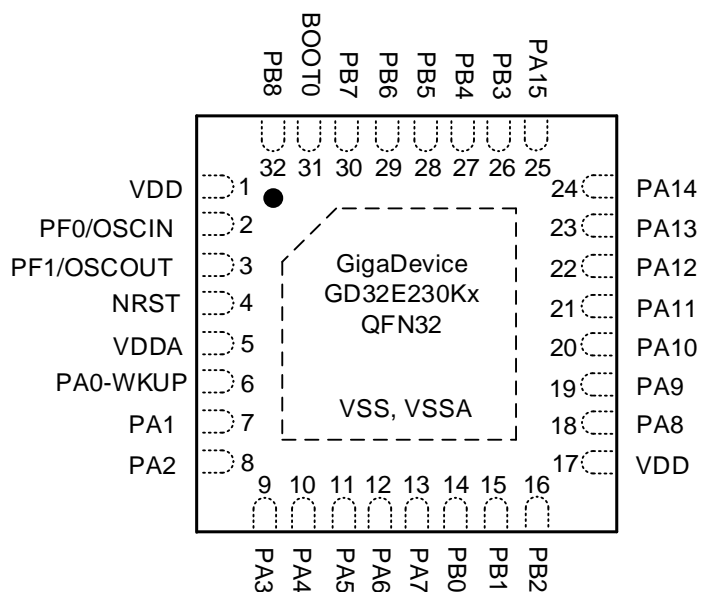 PB8
BOOT0
PB7
PB6
PB5
PB4
PB3
PA15
32 31 30 29 28 27 26 25
VDD 1
PF0/OSCIN 2
PF1/OSCOUT 3
NRST 4
VDDA 5
PA0-WKUP 6
PA1 7
PA2 8
GigaDevice
GD32E230Kx
QFN32
VSS, VSSA
24 PA14
23 PA13
22 PA12
21 PA11
20 PA10
19 PA9
18 PA8
17 VDD
9 10 11 12 13 14 15 16
PA3
PA4
PA5
PA6
PA7
PB0
PB1
PB2